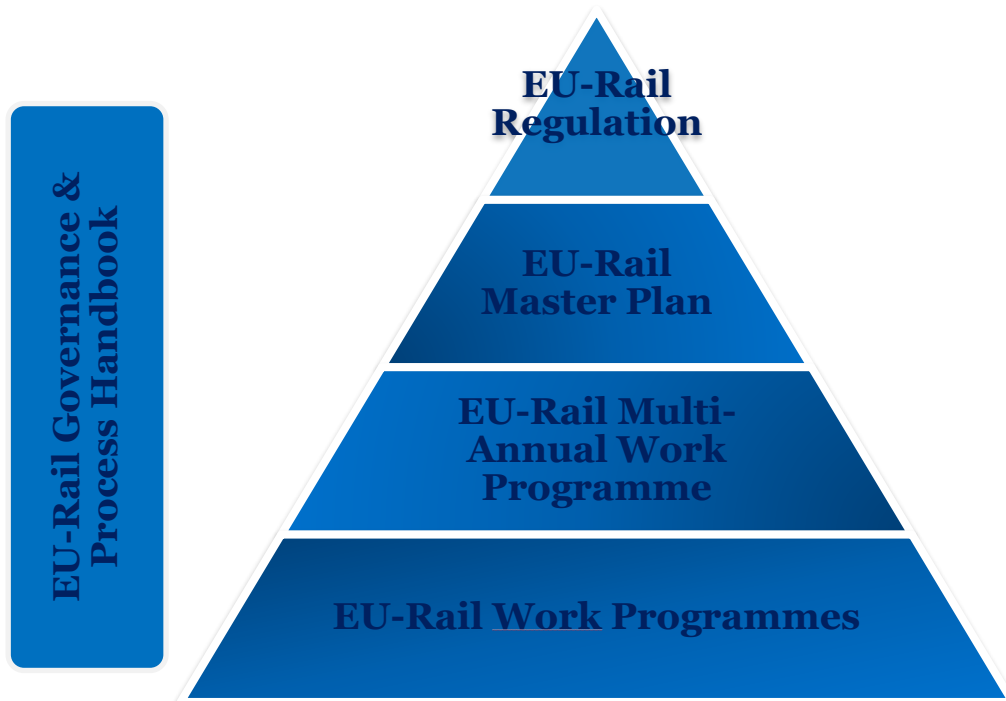 EU-Rail Governance &
Process Handbook
EU-Rail
Regulation
EU-Rail
Master Plan
EU-Rail Multi-
Annual Work
Programme
EU-Rail Work Programmes